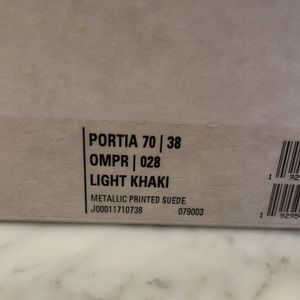 PORTIA 70 | 38
OMPR | 028
LIGHT KHAKI
METALLIC PRINTED SUEDE.
J00011710738 079003